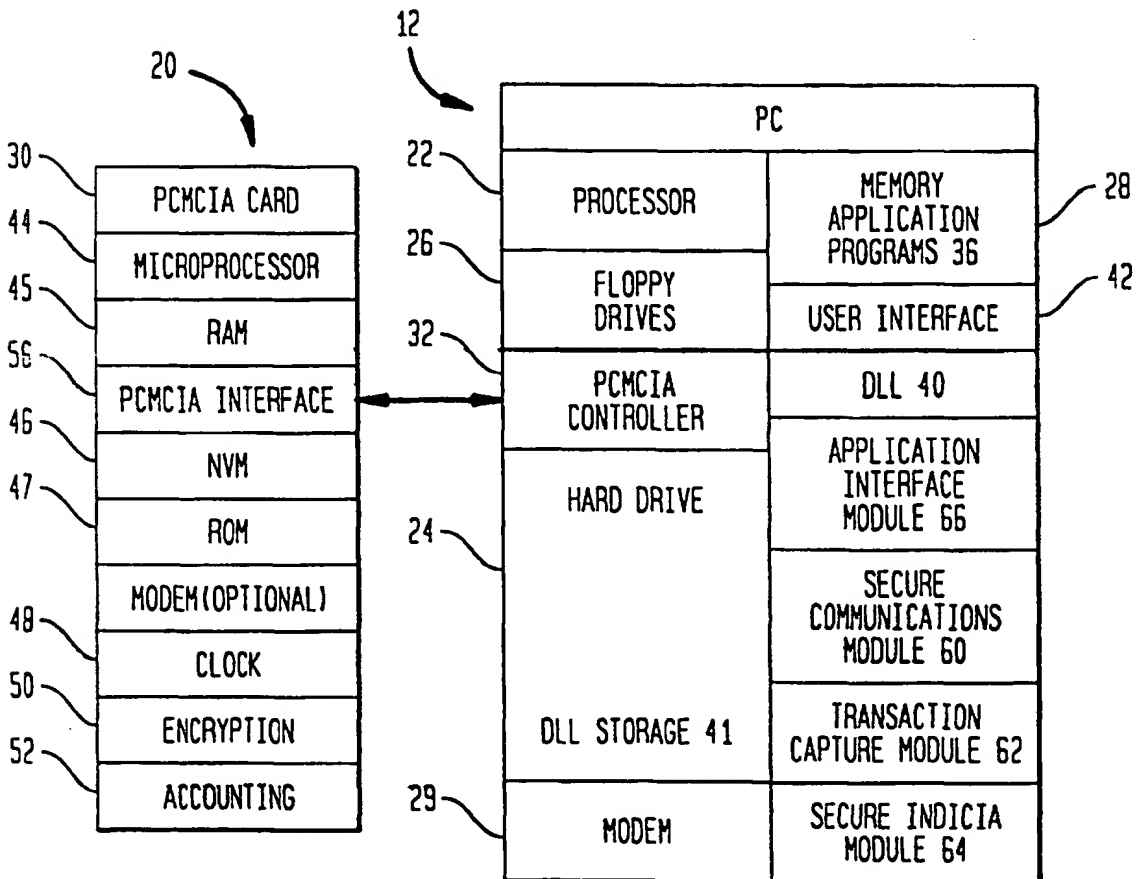 12
20
30
PCMCIA CARD
44
MICROPROCESSOR
45
RAM
56
PCMCIA INTERFACE
46
NVM
47
ROM
MODEM(OPTIONAL)
48
CLOCK
50
ENCRYPTION
52
ACCOUNTING
PC
22
PROCESSOR
26
FLOPPY
DRIVES
32
PCMCIA
CONTROLLER
24
HARD DRIVE
DLL STORAGE 41
29
MODEM
MEMORY
APPLICATION
PROGRAMS 36
28
USER INTERFACE
42
DLL 40
APPLICATION
INTERFACE
MODULE 66
SECURE
COMMUNICATIONS
MODULE 60
TRANSACTION
CAPTURE MODULE 62
SECURE INDICIA
MODULE 64